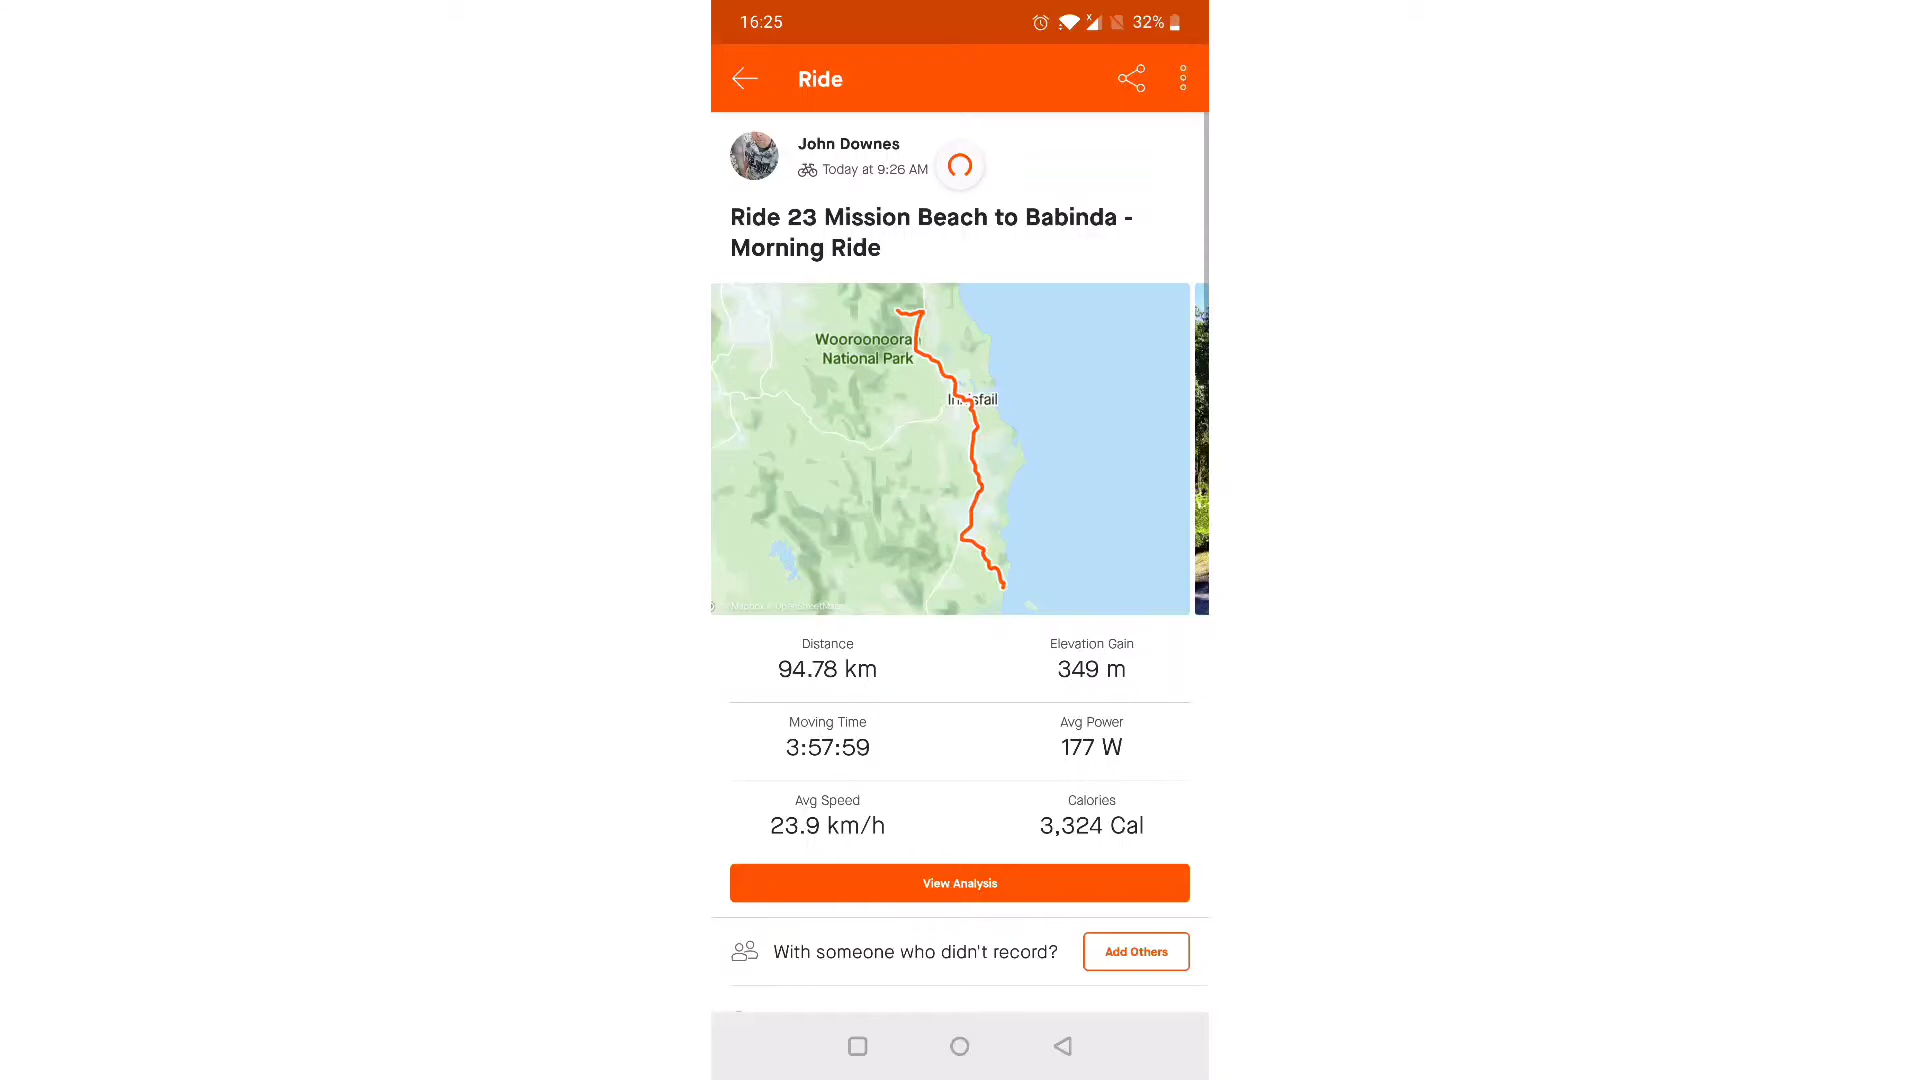 16:25
32%
Ride
John Downes
Today at 9:26 AM
Ride 23 Mission Beach to Babinda -
Morning Ride
Wooroonoora
National Park
Distance
94.78 km
Elevation Gain
349 m
Moving Time
3:57:59
Avg Power
177 W
Avg Speed
23.9 km/h
Calories
3,324 Cal
View Analysis
With someone who didn't record?
Add Others